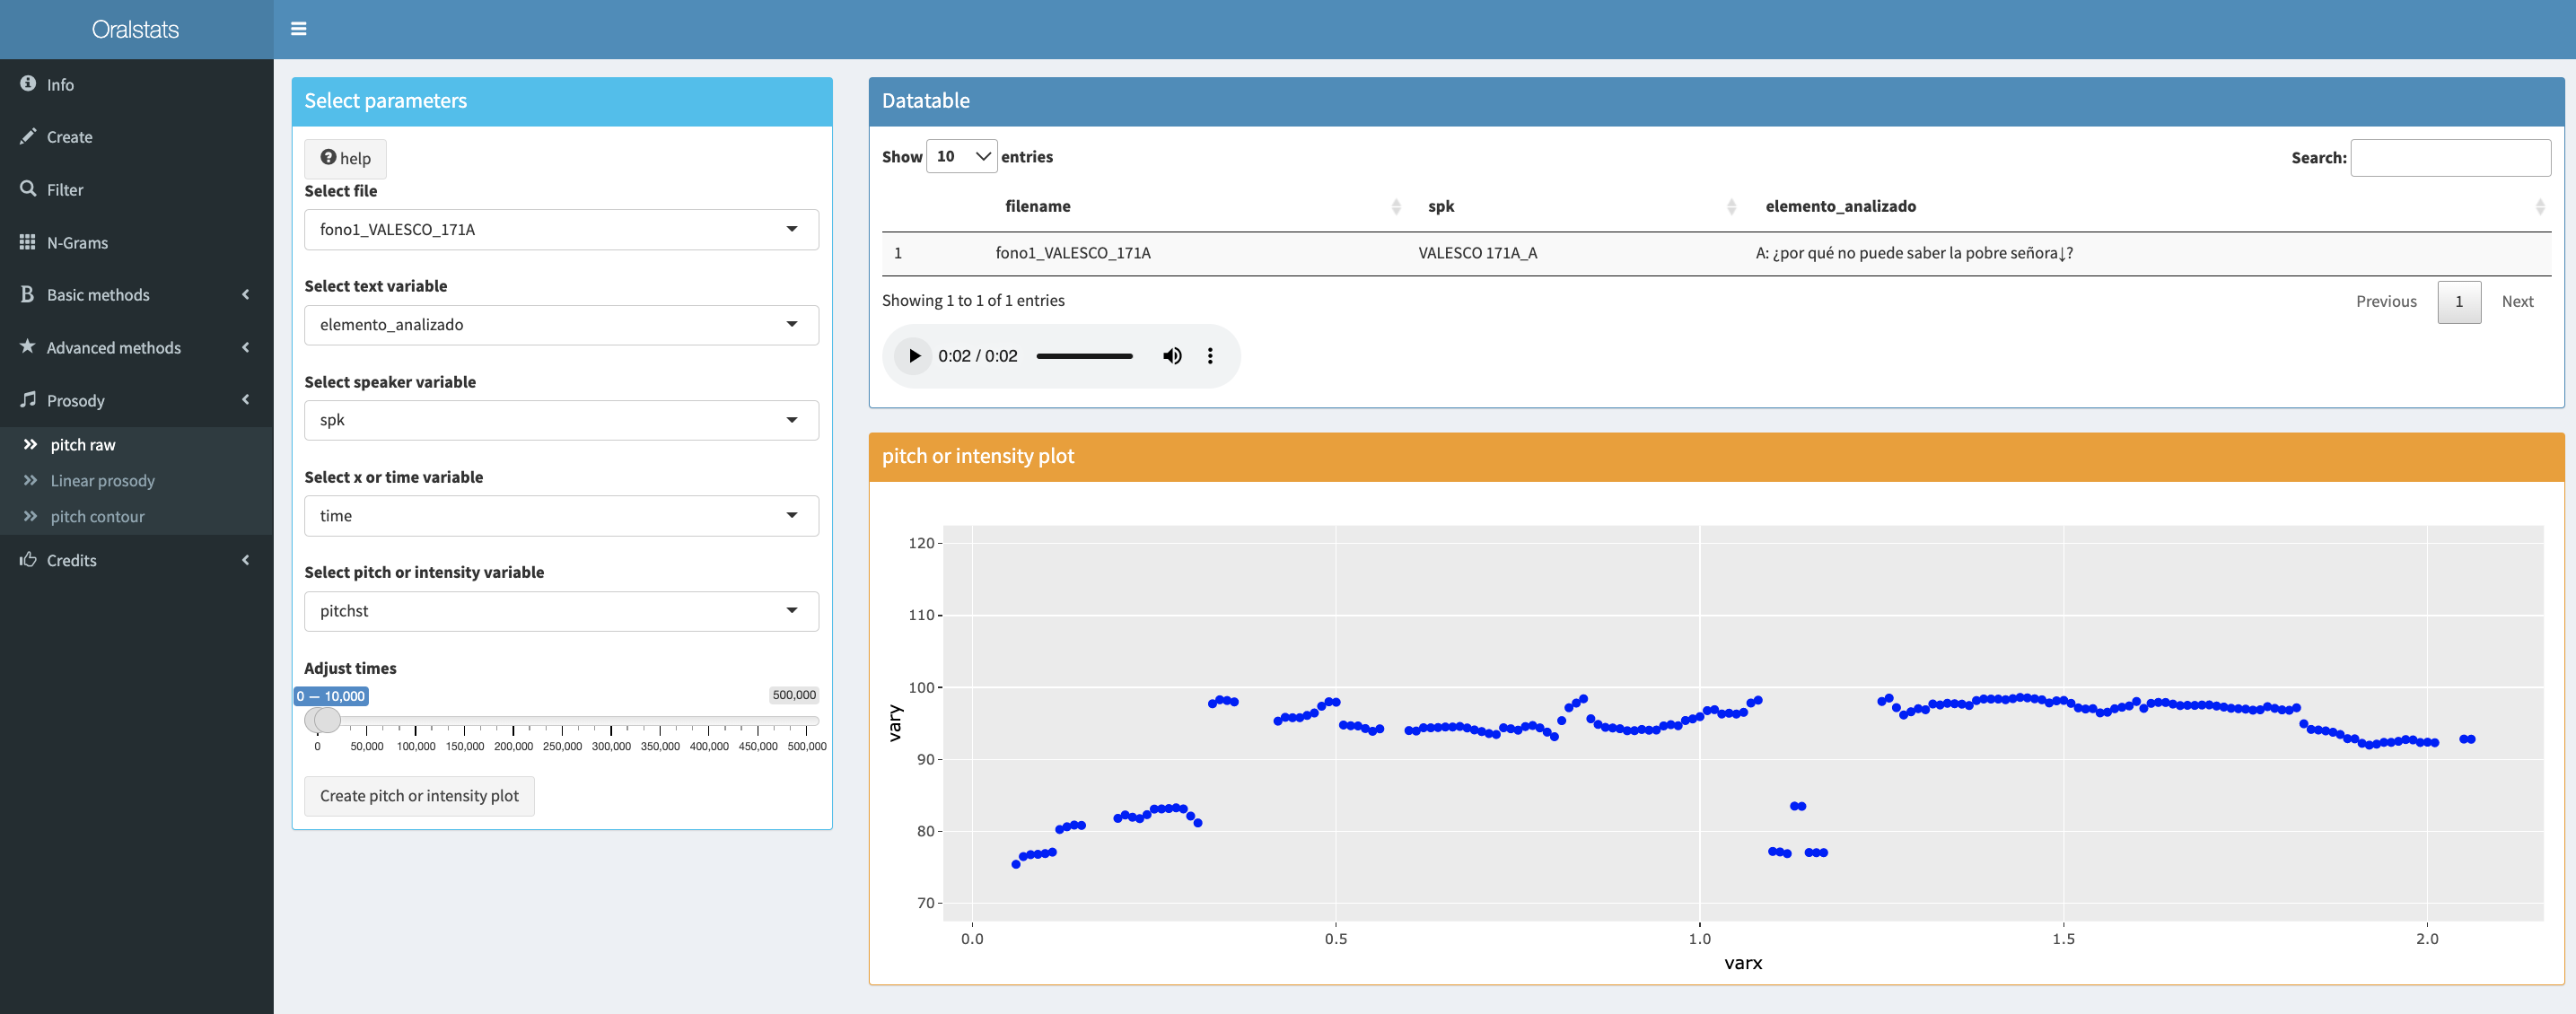 Oralstats
Info
Create
Filter
N-Grams
Basic methods
Advanced methods
Prosody
pitch raw
Linear prosody
pitch contour
Credits
Select parameters
help
Select file
fono1_VALESCO_171A
Select text variable
elemento_analizado
Select speaker variable
spk
Select x or time variable
time
Select pitch or intensity variable
pitchst
Adjust times
0 — 10,000 500,000
0 50,000 100,000 150,000 200,000 250,000 300,000 350,000 400,000 450,000 500,000
Create pitch or intensity plot
Datatable
Show 10 entries Search:
filename spk elemento_analizado
1 fono1_VALESCO_171A VALESCO 171A_A A: ¿por qué no puede saber la pobre señora↓?
Showing 1 to 1 of 1 entries Previous 1 Next
0:02 / 0:02
pitch or intensity plot
120
110
100
90
80
70
vary
0.0 0.5 1.0 1.5 2.0
varx